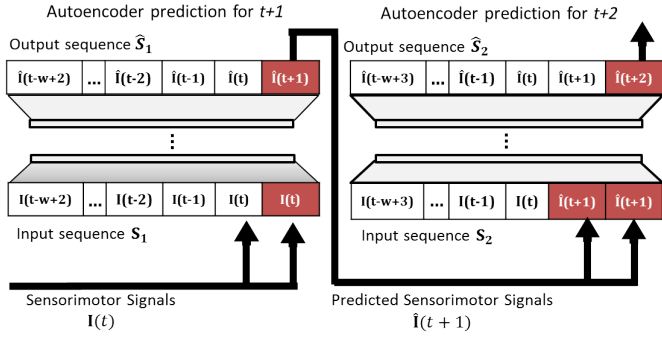 Autoencoder prediction for t+1
Output sequence Ŝ₁
Î(t-w+2) ... Î(t-2) Î(t-1) Î(t) Î(t+1)
⋮
I(t-w+2) ... I(t-2) I(t-1) I(t) I(t)
Input sequence S₁
Sensorimotor Signals
I(t)
Autoencoder prediction for t+2
Output sequence Ŝ₂
Î(t-w+3) ... Î(t-1) Î(t) Î(t+1) Î(t+2)
⋮
I(t-w+3) ... I(t-1) I(t) Î(t+1) Î(t+1)
Input sequence S₂
Predicted Sensorimotor Signals
Î(t + 1)